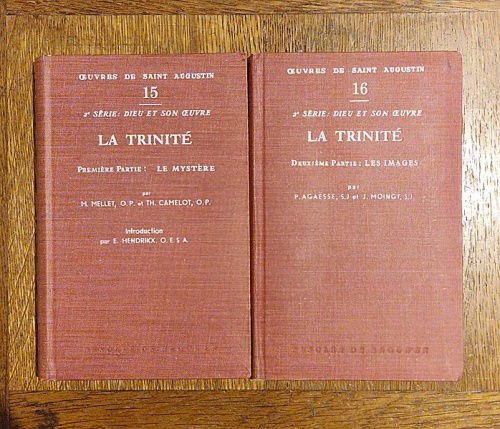 ŒUVRES DE SAINT AUGUSTIN
15
2e SÉRIE: DIEU ET SON ŒUVRE
LA TRINITÉ
PREMIÈRE PARTIE: LE MYSTÈRE
par
M. MELLET, O.P. et TH. CAMELOT, O.P.
Introduction
par E. HENDRIKX, O.E.S.A.
ŒUVRES DE SAINT AUGUSTIN
16
2e SÉRIE: DIEU ET SON ŒUVRE
LA TRINITÉ
DEUXIÈME PARTIE: LES IMAGES
par
P. AGAËSSE, S.J. et J. MOINGT, S.J.